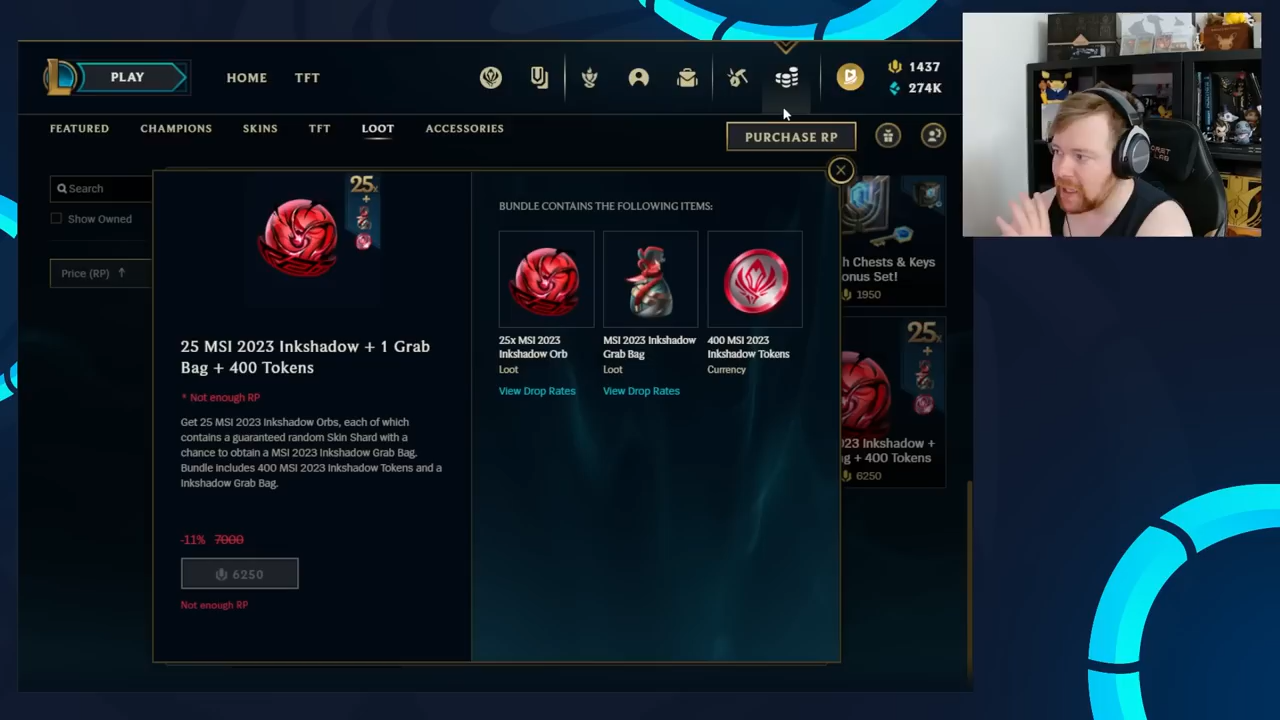 PLAY
HOME
TFT
1437
274K
FEATURED
CHAMPIONS
SKINS
TFT
LOOT
ACCESSORIES
PURCHASE RP
Search
Show Owned
Price (RP)
25x
+
25 MSI 2023 Inkshadow + 1 Grab
Bag + 400 Tokens
* Not enough RP
Get 25 MSI 2023 Inkshadow Orbs, each of which
contains a guaranteed random Skin Shard with a
chance to obtain a MSI 2023 Inkshadow Grab Bag.
Bundle includes 400 MSI 2023 Inkshadow Tokens and a
Inkshadow Grab Bag.
-11% 7000
6250
Not enough RP
BUNDLE CONTAINS THE FOLLOWING ITEMS:
25x MSI 2023
Inkshadow Orb
Loot
View Drop Rates
MSI 2023 Inkshadow
Grab Bag
Loot
View Drop Rates
400 MSI 2023
Inkshadow Tokens
Currency
h Chests & Keys
onus Set!
1950
25x
+
023 Inkshadow +
g + 400 Tokens
6250